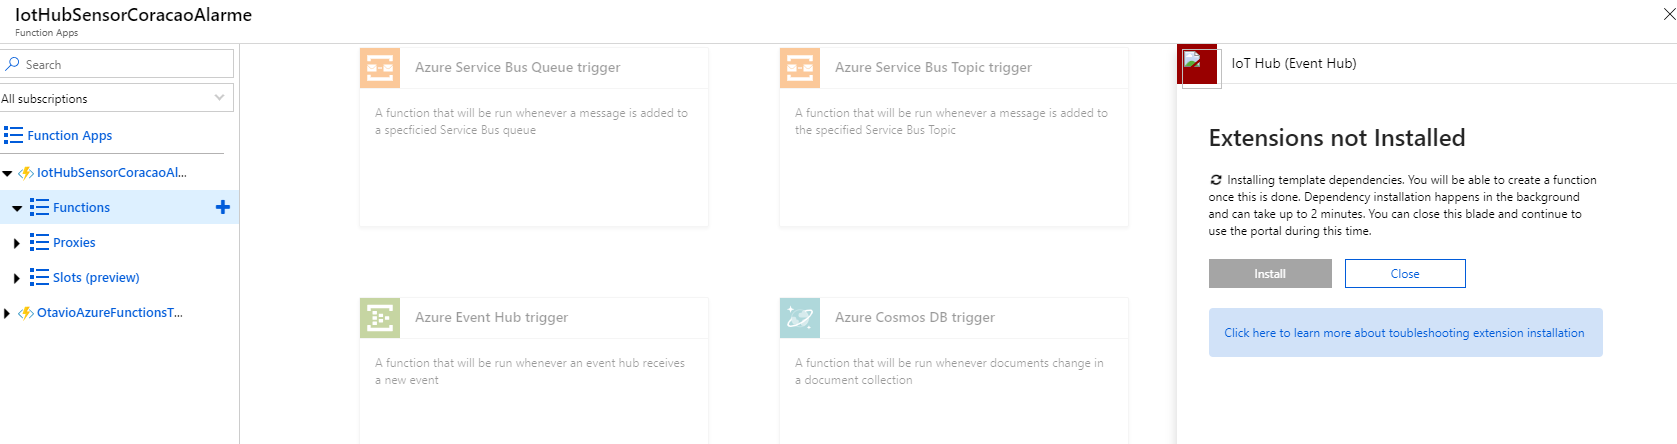 IotHubSensorCoracaoAlarme
Function Apps
Search
All subscriptions
Function Apps
IotHubSensorCoracaoAl...
Functions
Proxies
Slots (preview)
OtavioAzureFunctionsT...
Azure Service Bus Queue trigger
A function that will be run whenever a message is added to
a specficied Service Bus queue
Azure Service Bus Topic trigger
A function that will be run whenever a message is added to
the specified Service Bus Topic
Azure Event Hub trigger
A function that will be run whenever an event hub receives
a new event
Azure Cosmos DB trigger
A function that will be run whenever documents change in
a document collection
IoT Hub (Event Hub)
Extensions not Installed
Installing template dependencies. You will be able to create a function
once this is done. Dependency installation happens in the background
and can take up to 2 minutes. You can close this blade and continue to
use the portal during this time.
Install
Close
Click here to learn more about toubleshooting extension installation